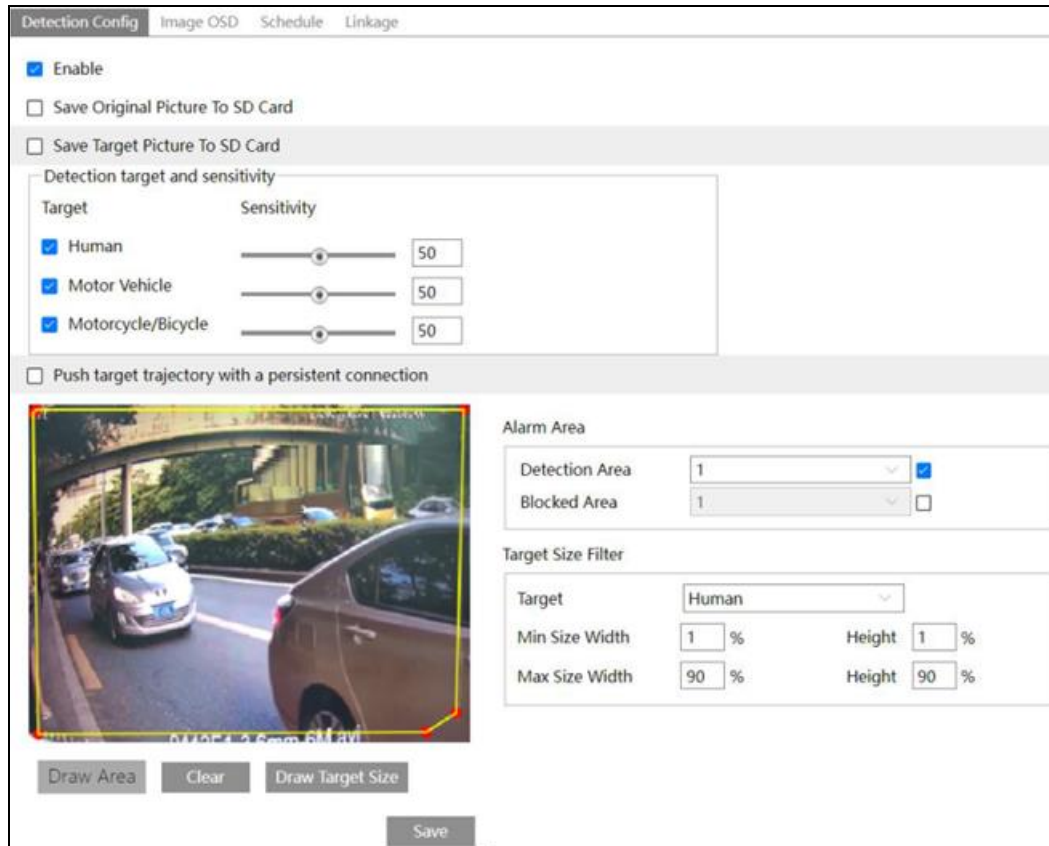 Detection Config Image OSD Schedule Linkage
Enable
Save Original Picture To SD Card
Save Target Picture To SD Card
Detection target and sensitivity
Target Sensitivity
Human 50
Motor Vehicle 50
Motorcycle/Bicycle 50
Push target trajectory with a persistent connection
Alarm Area
Detection Area 1
Blocked Area 1
Target Size Filter
Target Human
Min Size Width 1 % Height 1 %
Max Size Width 90 % Height 90 %
Draw Area Clear Draw Target Size
Save